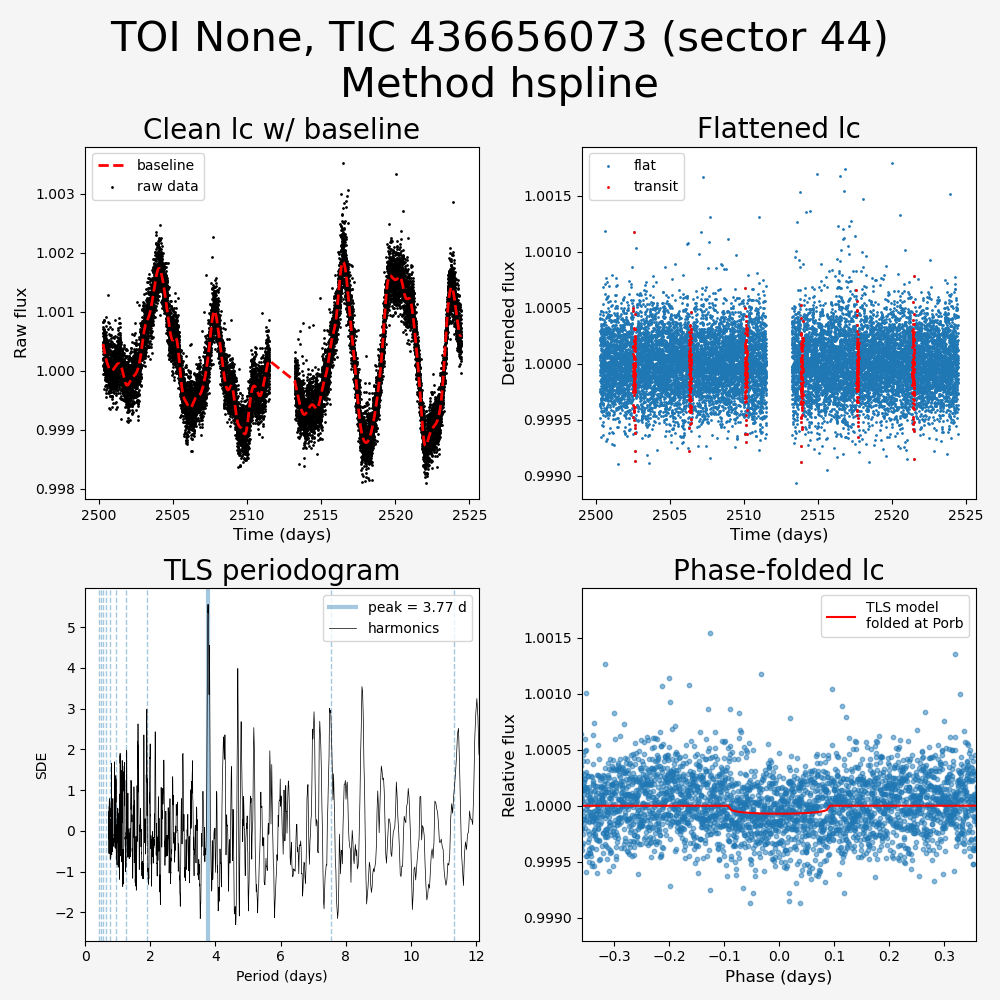 TOI None, TIC 436656073 (sector 44)
Method hspline
Clean lc w/ baseline
baseline
raw data
Raw flux
1.003
1.002
1.001
1.000
0.999
0.998
2500
2505
2510
2515
2520
2525
Time (days)
Flattened lc
flat
transit
Detrended flux
1.0015
1.0010
1.0005
1.0000
0.9995
0.9990
2500
2505
2510
2515
2520
2525
Time (days)
TLS periodogram
peak = 3.77 d
harmonics
SDE
5
4
3
2
1
0
−1
−2
0
2
4
6
8
10
12
Period (days)
Phase-folded lc
TLS model
folded at Porb
Relative flux
1.0015
1.0010
1.0005
1.0000
0.9995
0.9990
−0.3
−0.2
−0.1
0.0
0.1
0.2
0.3
Phase (days)